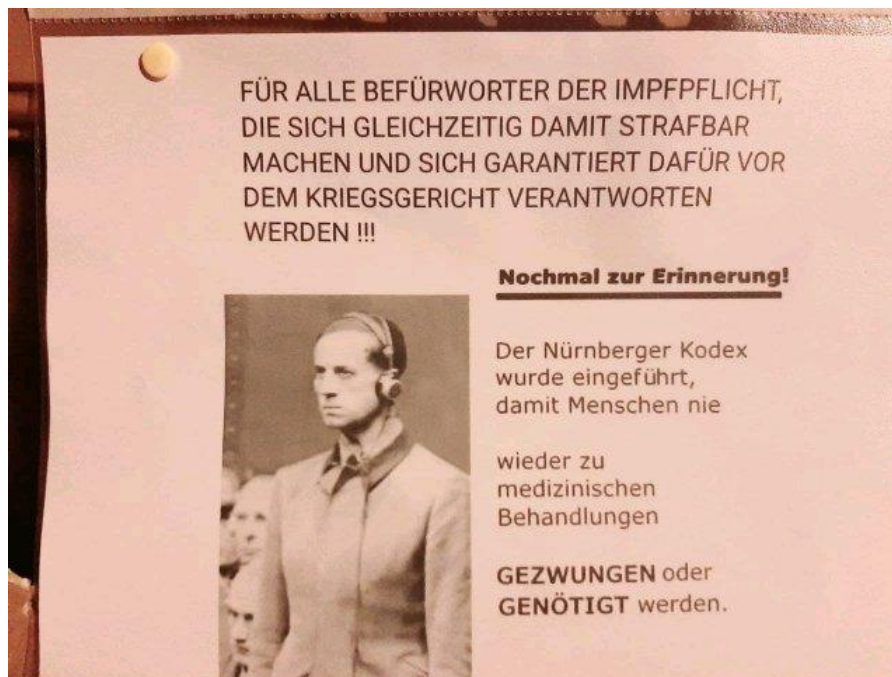 FÜR ALLE BEFÜRWORTER DER IMPFPFLICHT,
DIE SICH GLEICHZEITIG DAMIT STRAFBAR
MACHEN UND SICH GARANTIERT DAFÜR VOR
DEM KRIEGSGERICHT VERANTWORTEN
WERDEN !!!
Nochmal zur Erinnerung!
Der Nürnberger Kodex
wurde eingeführt,
damit Menschen nie
wieder zu
medizinischen
Behandlungen
GEZWUNGEN oder
GENÖTIGT werden.